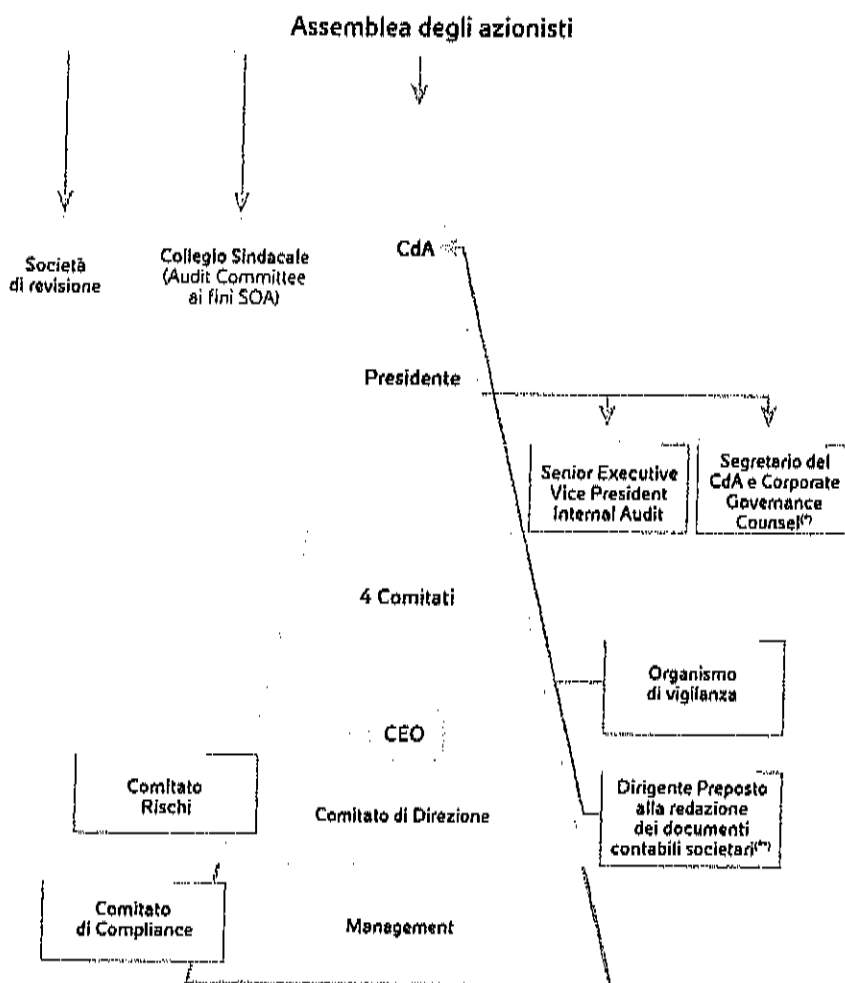 Assemblea degli azionisti
Società
di revisione
Collegio Sindacale
(Audit Committee
ai fini SOA)
CdA
Presidente
Senior Executive
Vice President
Internal Audit
Segretario del
CdA e Corporate
Governance
Counsel(*)
4 Comitati
Organismo
di vigilanza
CEO
Comitato
Rischi
Comitato di Direzione
Dirigente Preposto
alla redazione
dei documenti
contabili societari(**)
Comitato
di Compliance
Management